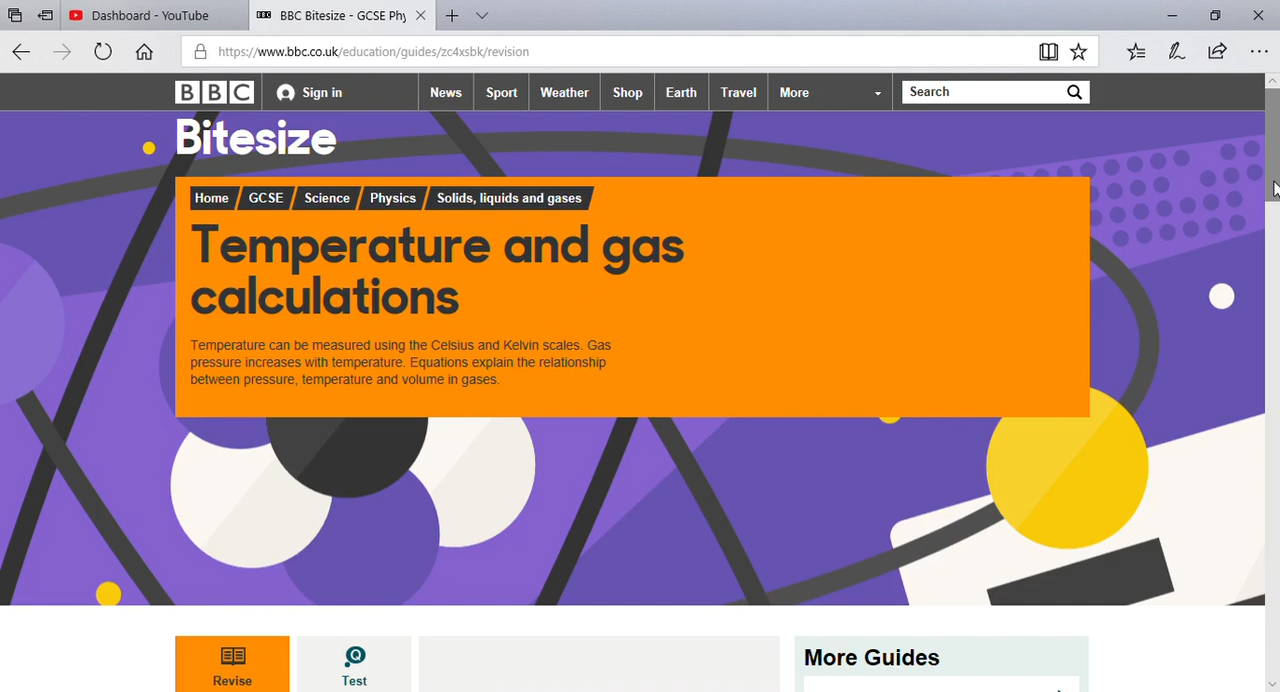 Dashboard - YouTube
BBC Bitesize - GCSE Phy
https://www.bbc.co.uk/education/guides/zc4xsbk/revision
BBC Sign in News Sport Weather Shop Earth Travel More Search
Bitesize
Home GCSE Science Physics Solids, liquids and gases
Temperature and gas
calculations
Temperature can be measured using the Celsius and Kelvin scales. Gas
pressure increases with temperature. Equations explain the relationship
between pressure, temperature and volume in gases.
Revise
Test
More Guides